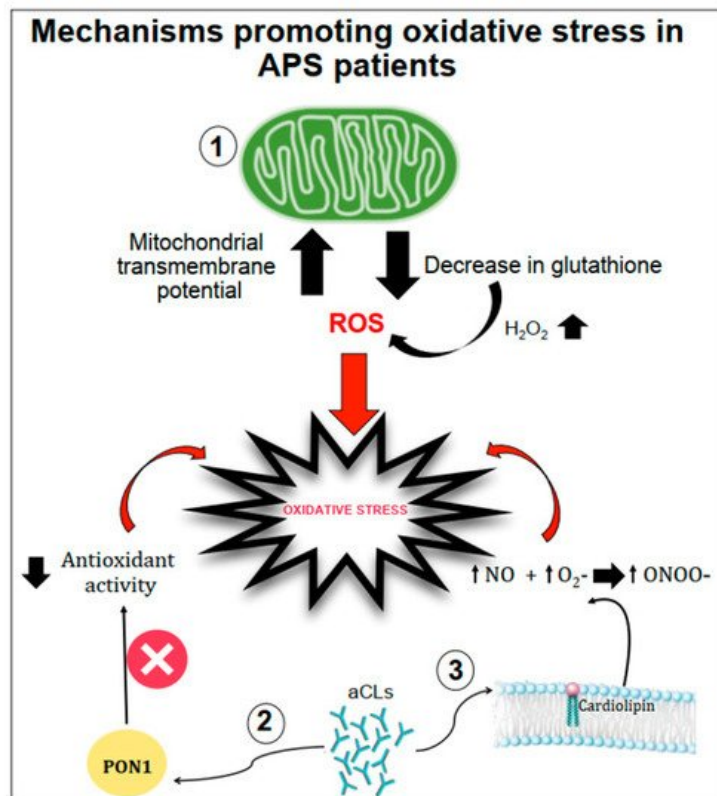 Mechanisms promoting oxidative stress in
APS patients
1
Mitochondrial
transmembrane
potential
Decrease in glutathione
ROS
H₂O₂
OXIDATIVE STRESS
Antioxidant
activity
↑ NO + ↑ O₂- ➡ ↑ ONOO-
3
aCLs
Cardiolipin
2
PON1